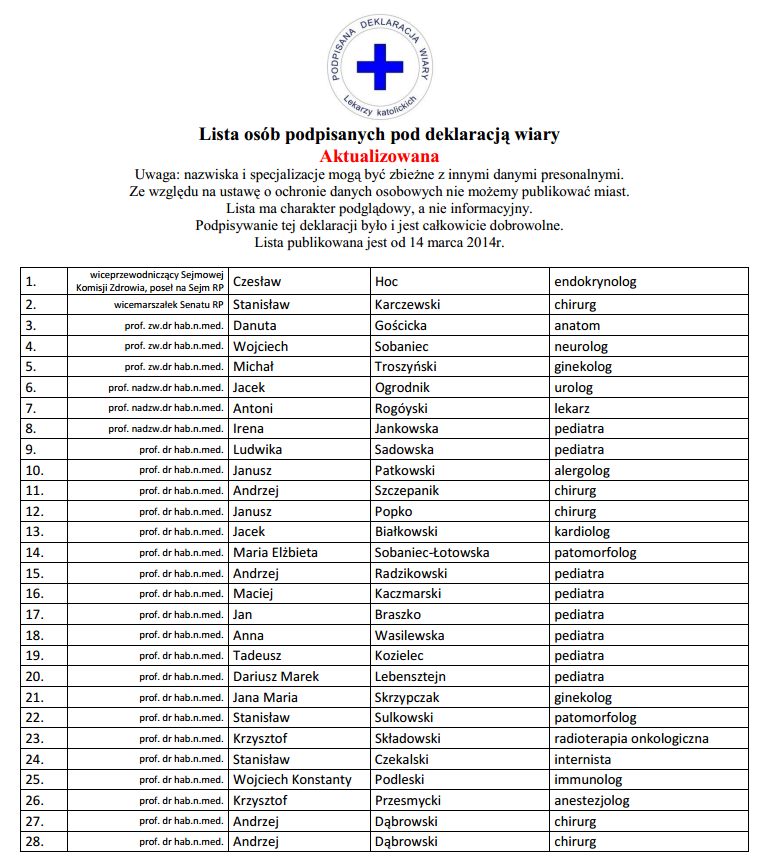 PODPISANA DEKLARACJA WIARY
Lekarzy katolickich
Lista osób podpisanych pod deklaracją wiary
Aktualizowana
Uwaga: nazwiska i specjalizacje mogą być zbieżne z innymi danymi presonalnymi.
Ze względu na ustawę o ochronie danych osobowych nie możemy publikować miast.
Lista ma charakter podglądowy, a nie informacyjny.
Podpisywanie tej deklaracji było i jest całkowicie dobrowolne.
Lista publikowana jest od 14 marca 2014r.
1. wiceprzewodniczący Sejmowej Komisji Zdrowia, poseł na Sejm RP Czesław Hoc endokrynolog
2. wicemarszałek Senatu RP Stanisław Karczewski chirurg
3. prof. zw.dr hab.n.med. Danuta Gościcka anatom
4. prof. zw.dr hab.n.med. Wojciech Sobaniec neurolog
5. prof. zw.dr hab.n.med. Michał Troszyński ginekolog
6. prof. nadzw.dr hab.n.med. Jacek Ogrodnik urolog
7. prof. nadzw.dr hab.n.med. Antoni Rogóyski lekarz
8. prof. nadzw.dr hab.n.med. Irena Jankowska pediatra
9. prof. dr hab.n.med. Ludwika Sadowska pediatra
10. prof. dr hab.n.med. Janusz Patkowski alergolog
11. prof. dr hab.n.med. Andrzej Szczepanik chirurg
12. prof. dr hab.n.med. Janusz Popko chirurg
13. prof. dr hab.n.med. Jacek Białkowski kardiolog
14. prof. dr hab.n.med. Maria Elżbieta Sobaniec-Łotowska patomorfolog
15. prof. dr hab.n.med. Andrzej Radzikowski pediatra
16. prof. dr hab.n.med. Maciej Kaczmarski pediatra
17. prof. dr hab.n.med. Jan Braszko pediatra
18. prof. dr hab.n.med. Anna Wasilewska pediatra
19. prof. dr hab.n.med. Tadeusz Kozielec pediatra
20. prof. dr hab.n.med. Dariusz Marek Lebensztejn pediatra
21. prof. dr hab.n.med. Jana Maria Skrzypczak ginekolog
22. prof. dr hab.n.med. Stanisław Sulkowski patomorfolog
23. prof. dr hab.n.med. Krzysztof Składowski radioterapia onkologiczna
24. prof. dr hab.n.med. Stanisław Czekalski internista
25. prof. dr hab.n.med. Wojciech Konstanty Podleski immunolog
26. prof. dr hab.n.med. Krzysztof Przesmycki anestezjolog
27. prof. dr hab.n.med. Andrzej Dąbrowski chirurg
28. prof. dr hab.n.med. Andrzej Dąbrowski chirurg